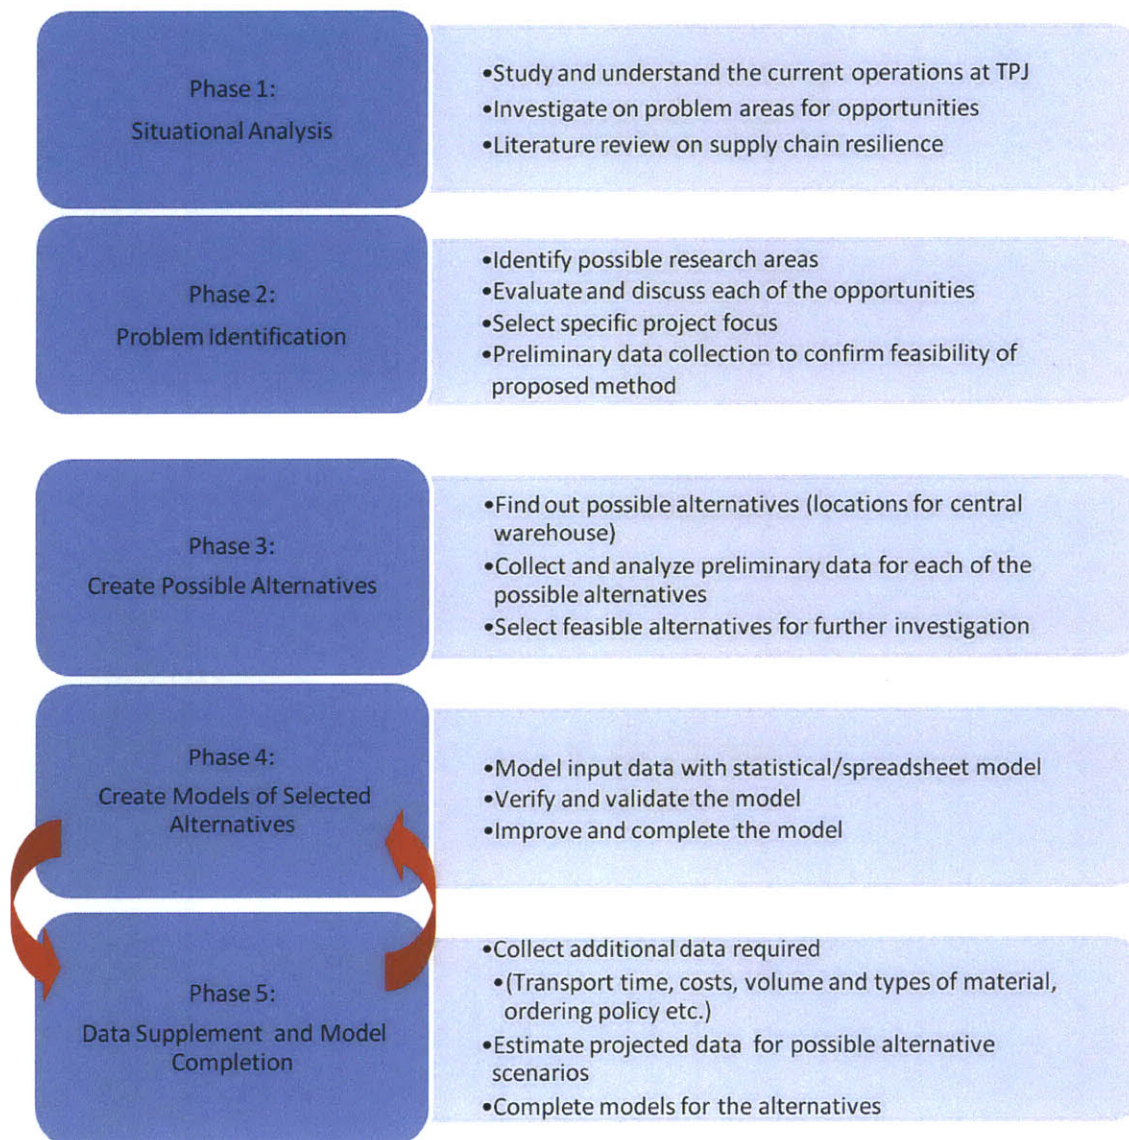 Phase 1:
Situational Analysis
•Study and understand the current operations at TPJ
•Investigate on problem areas for opportunities
•Literature review on supply chain resilience
Phase 2:
Problem Identification
•Identify possible research areas
•Evaluate and discuss each of the opportunities
•Select specific project focus
•Preliminary data collection to confirm feasibility of
proposed method
Phase 3:
Create Possible Alternatives
•Find out possible alternatives (locations for central
warehouse)
•Collect and analyze preliminary data for each of the
possible alternatives
•Select feasible alternatives for further investigation
Phase 4:
Create Models of Selected
Alternatives
•Model input data with statistical/spreadsheet model
•Verify and validate the model
•Improve and complete the model
Phase 5:
Data Supplement and Model
Completion
•Collect additional data required
•(Transport time, costs, volume and types of material,
ordering policy etc.)
•Estimate projected data for possible alternative
scenarios
•Complete models for the alternatives